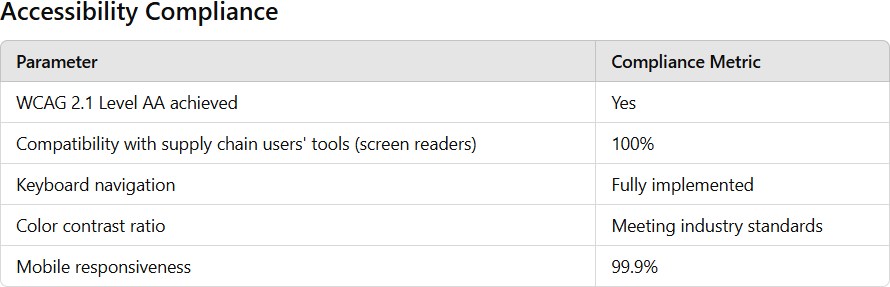 Accessibility Compliance
Parameter Compliance Metric
WCAG 2.1 Level AA achieved Yes
Compatibility with supply chain users' tools (screen readers) 100%
Keyboard navigation Fully implemented
Color contrast ratio Meeting industry standards
Mobile responsiveness 99.9%